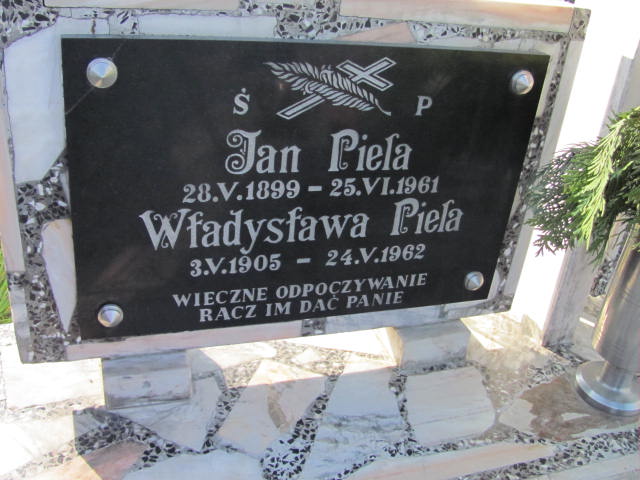 Ś P
Jan Piela
28.V.1899 – 25.VI.1961
Władysława Piela
3.V.1905 – 24.V.1962
WIECZNE ODPOCZYWANIE
RACZ IM DAĆ PANIE